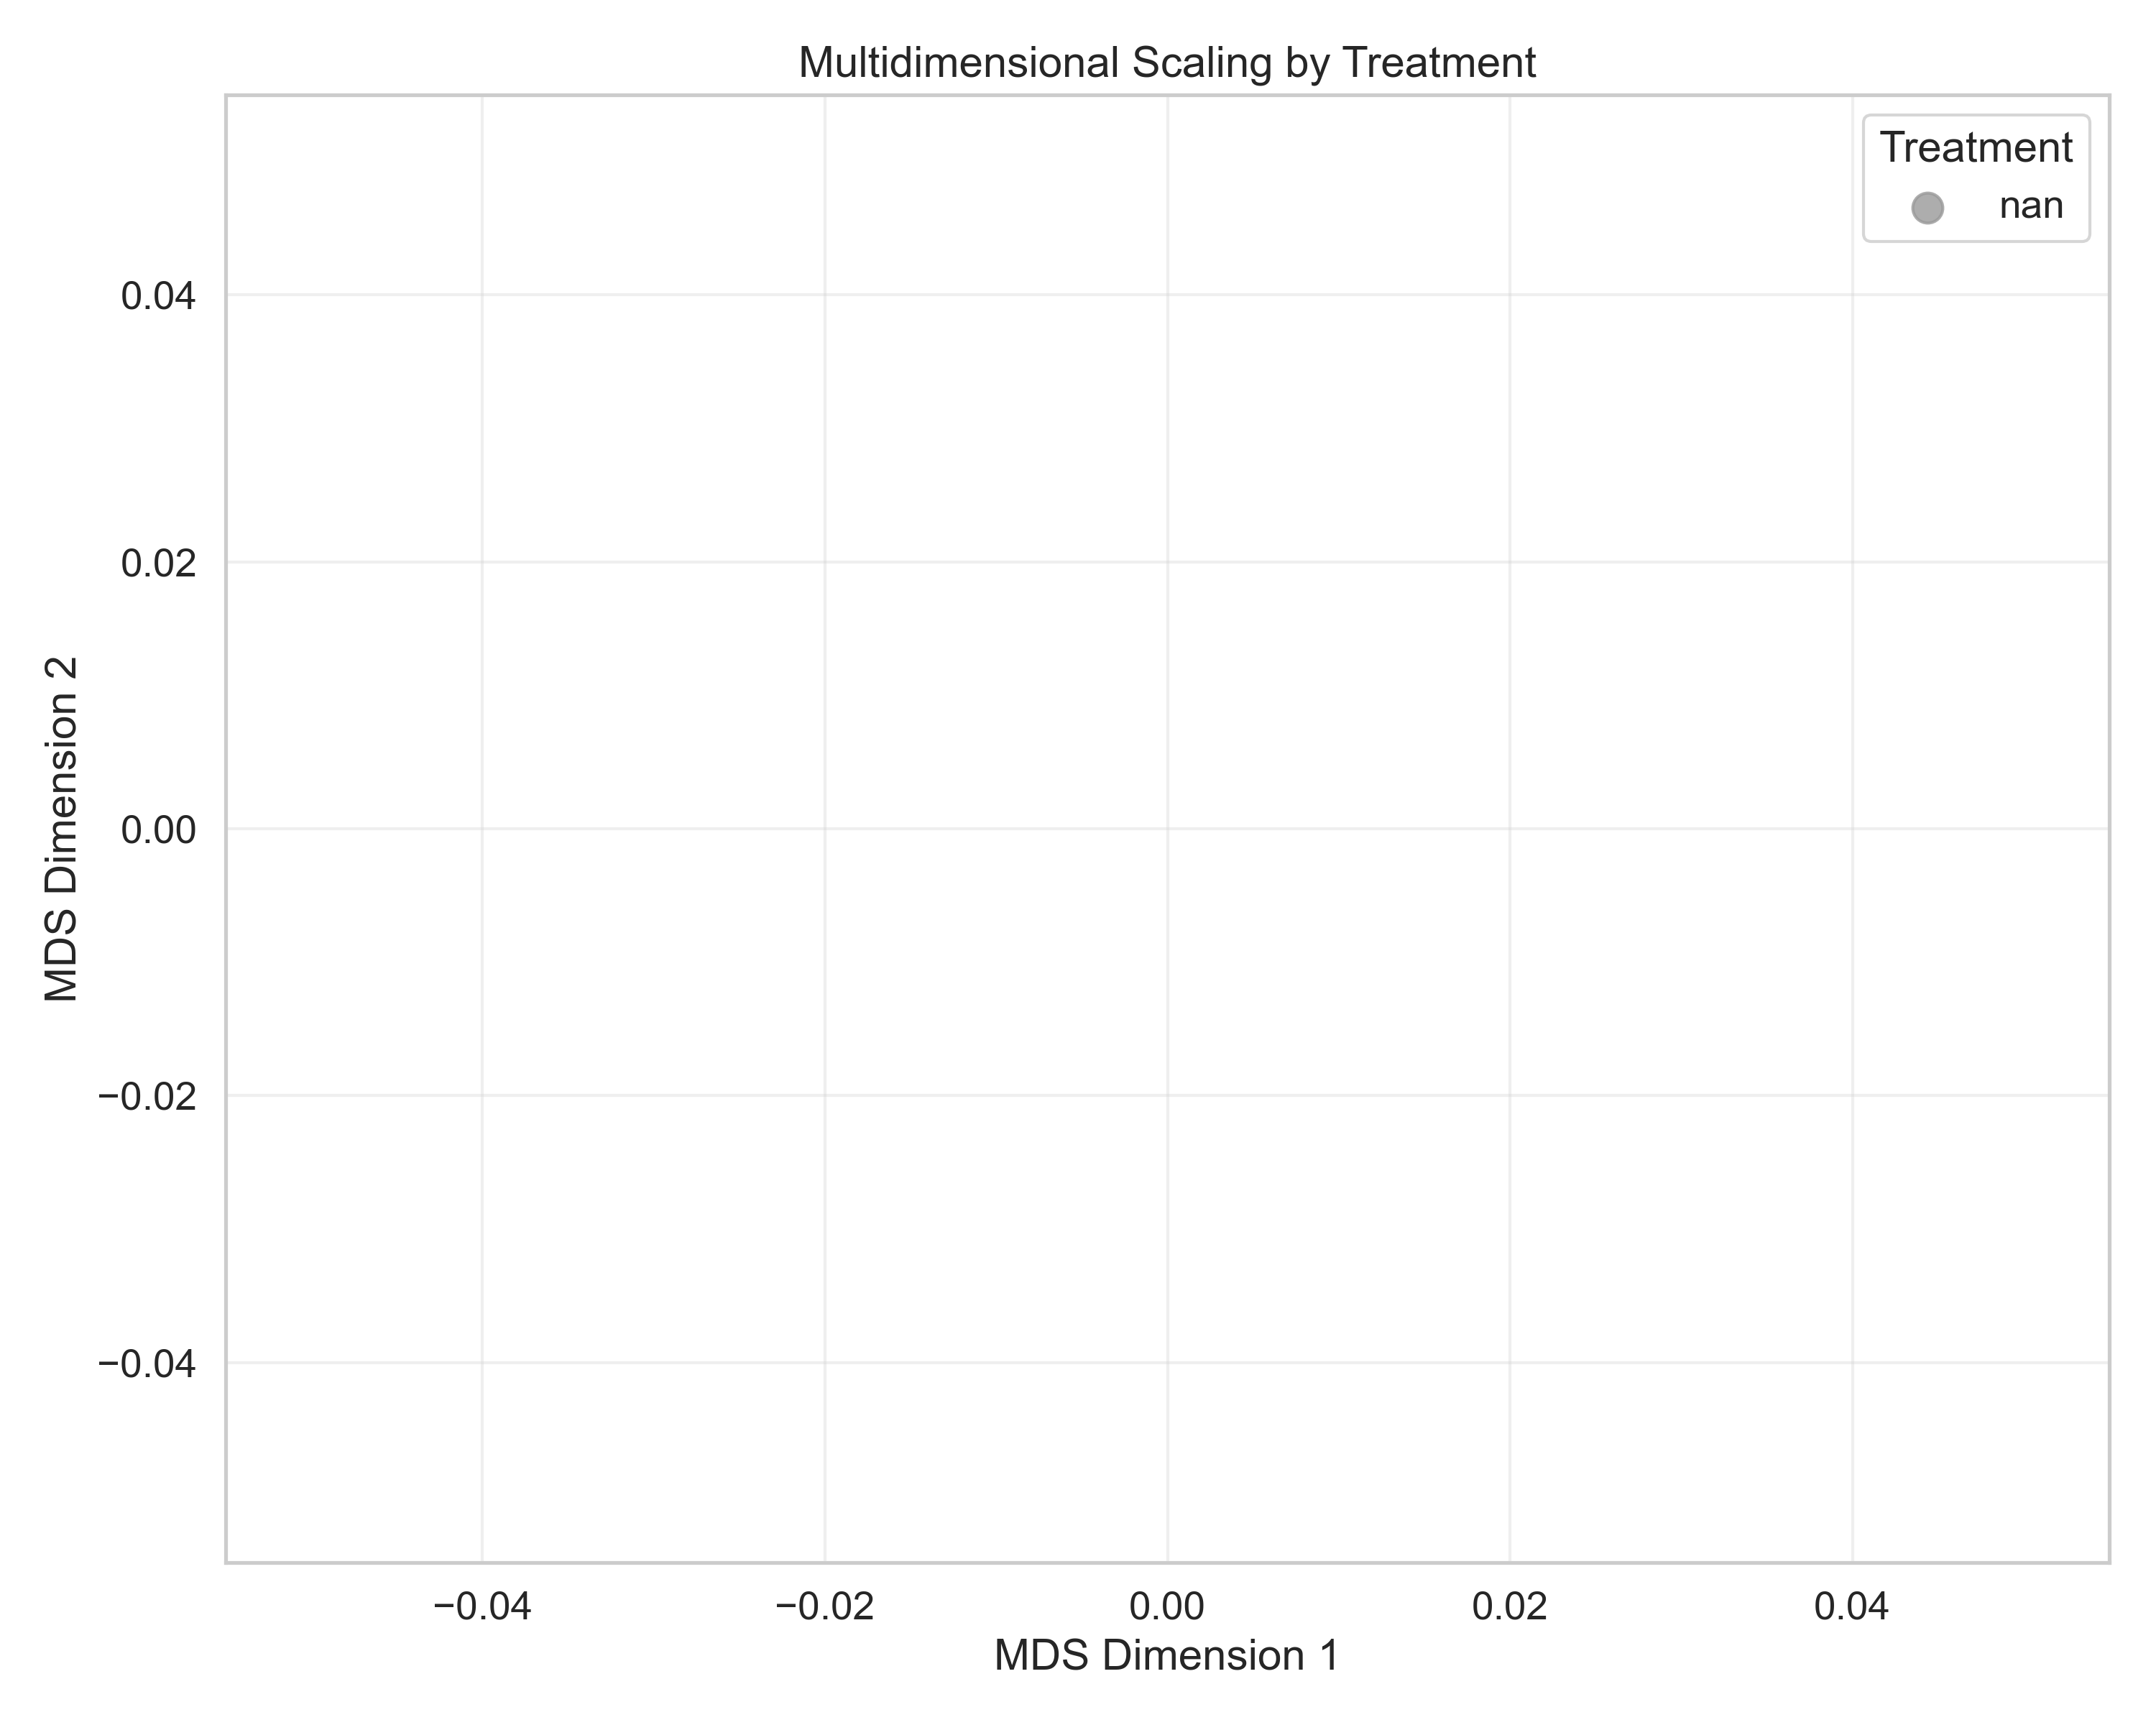 Multidimensional Scaling by Treatment
Treatment
nan
0.04
0.02
0.00
−0.02
−0.04
MDS Dimension 2
−0.04 −0.02 0.00 0.02 0.04
MDS Dimension 1